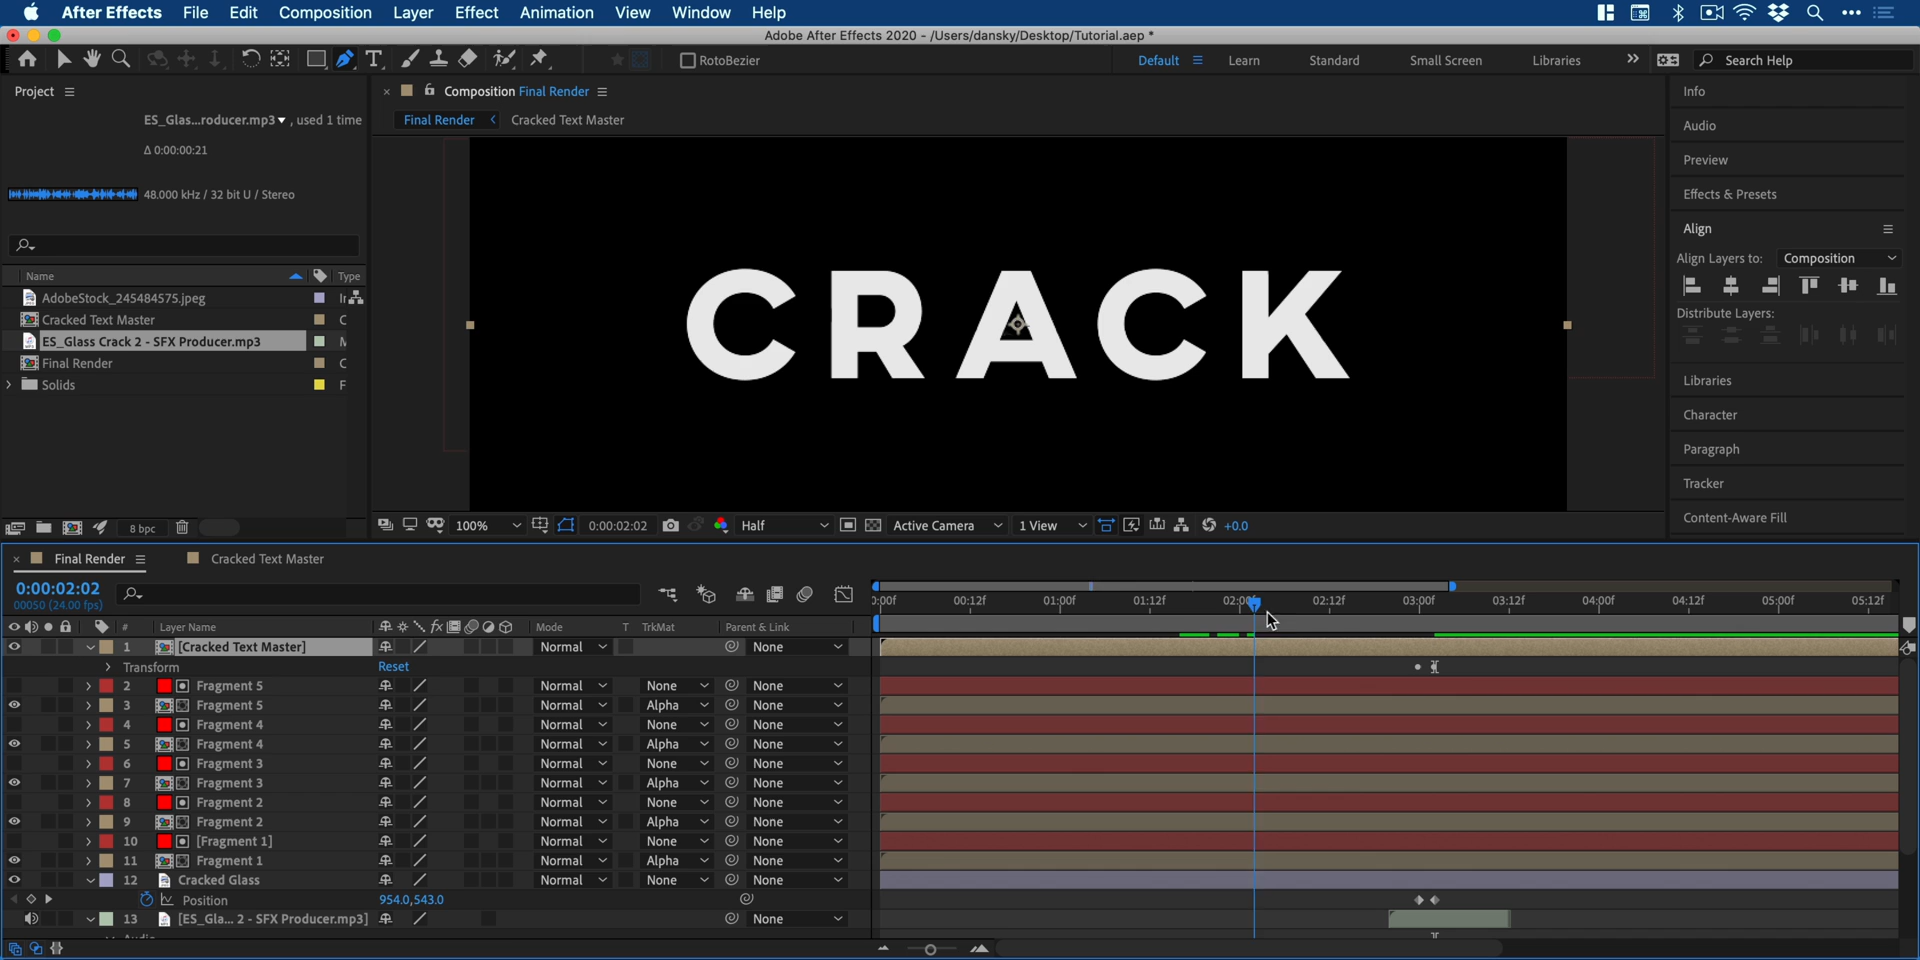 After Effects File Edit Composition Layer Effect Animation View Window Help
Adobe After Effects 2020 - /Users/dansky/Desktop/Tutorial.aep *
RotoBezier Default Learn Standard Small Screen Libraries Search Help
Project
ES_Glas...roducer.mp3 , used 1 time
Δ 0:00:00:21
48.000 kHz / 32 bit U / Stereo
Name Type
AdobeStock_245484575.jpeg
Cracked Text Master C
ES_Glass Crack 2 - SFX Producer.mp3
Final Render C
Solids F
8 bpc
Composition Final Render
Final Render Cracked Text Master
CRACK
100% 0:00:02:02 Half Active Camera 1 View +0.0
Info
Audio
Preview
Effects & Presets
Align
Align Layers to: Composition
Distribute Layers:
Libraries
Character
Paragraph
Tracker
Content-Aware Fill
Final Render Cracked Text Master
0:00:02:02
00050 (24.00 fps)
:00f 00:12f 01:00f 01:12f 02:00f 02:12f 03:00f 03:12f 04:00f 04:12f 05:00f 05:12f
# Layer Name fx Mode T TrkMat Parent & Link
1 [Cracked Text Master] Normal None
Transform Reset
2 Fragment 5 Normal None None
3 Fragment 5 Normal Alpha None
4 Fragment 4 Normal None None
5 Fragment 4 Normal Alpha None
6 Fragment 3 Normal None None
7 Fragment 3 Normal Alpha None
8 Fragment 2 Normal None None
9 Fragment 2 Normal Alpha None
10 [Fragment 1] Normal None None
11 Fragment 1 Normal Alpha None
12 Cracked Glass Normal None None
Position 954.0,543.0
13 [ES_Gla... 2 - SFX Producer.mp3] None